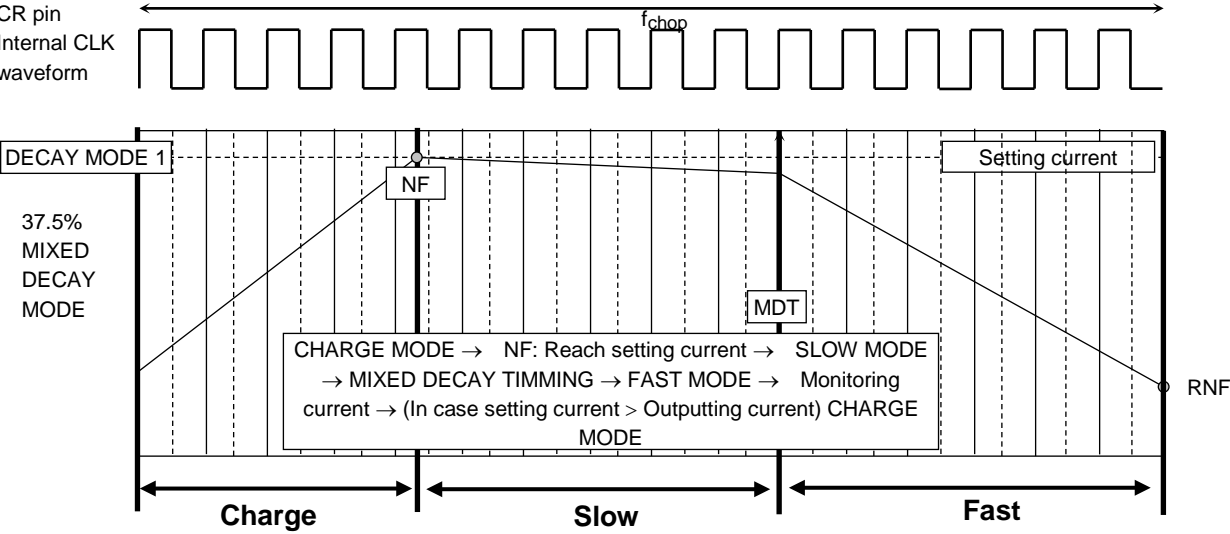 CR pin
Internal CLK
waveform
fchop
DECAY MODE 1
Setting current
NF
37.5%
MIXED
DECAY
MODE
MDT
CHARGE MODE → NF: Reach setting current → SLOW MODE
→ MIXED DECAY TIMMING → FAST MODE → Monitoring
current → (In case setting current > Outputting current) CHARGE
MODE
RNF
Charge
Slow
Fast